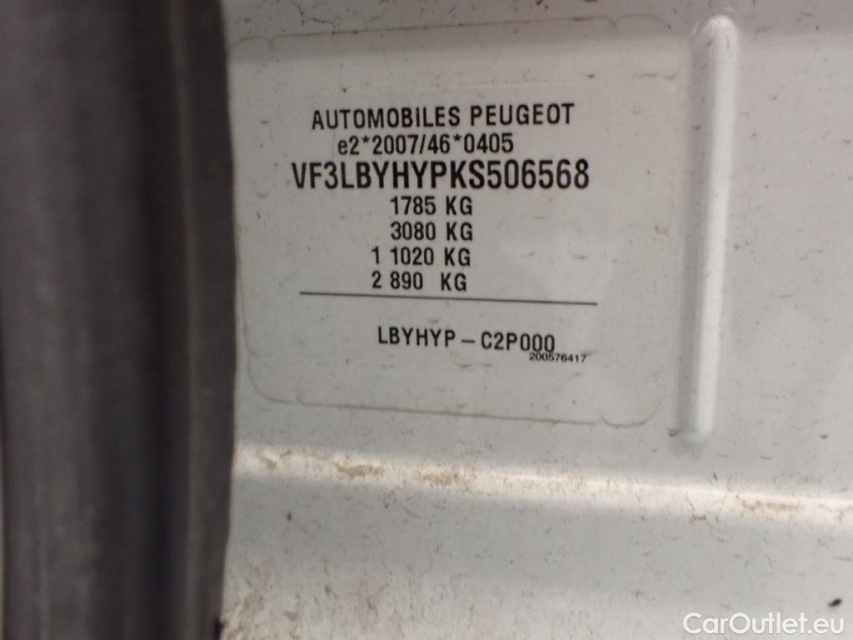 AUTOMOBILES PEUGEOT
e2*2007/46*0405
VF3LBYHYPKS506568
1785 KG
3080 KG
1 1020 KG
2 890 KG
LBYHYP - C2P000
200576417
CarOutlet.eu